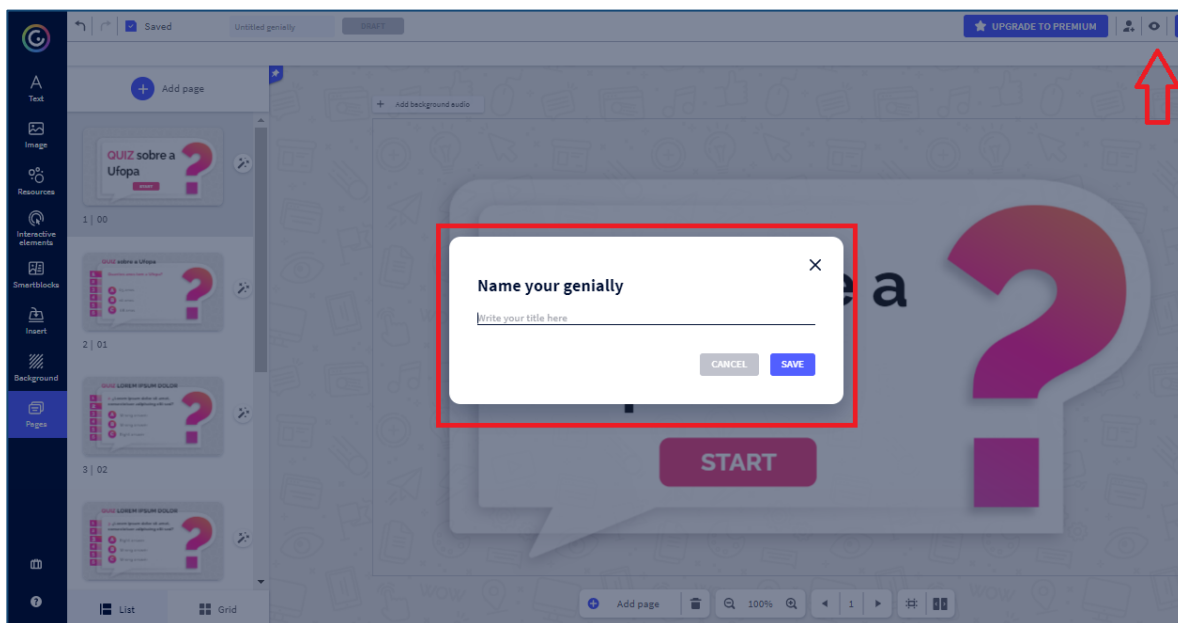 Saved
Untitled genially
DRAFT
UPGRADE TO PREMIUM
Text
Image
Resources
Interactive
elements
Smartblocks
Insert
Background
Pages
Add page
QUIZ sobre a
Ufopa
START
1 | 00
QUIZ sobre a Ufopa
2 | 01
QUIZ LOREM IPSUM DOLOR
3 | 02
QUIZ LOREM IPSUM DOLOR
List
Grid
+ Add background audio
e a
Name your genially
Write your title here
CANCEL
SAVE
START
Add page
100%
1